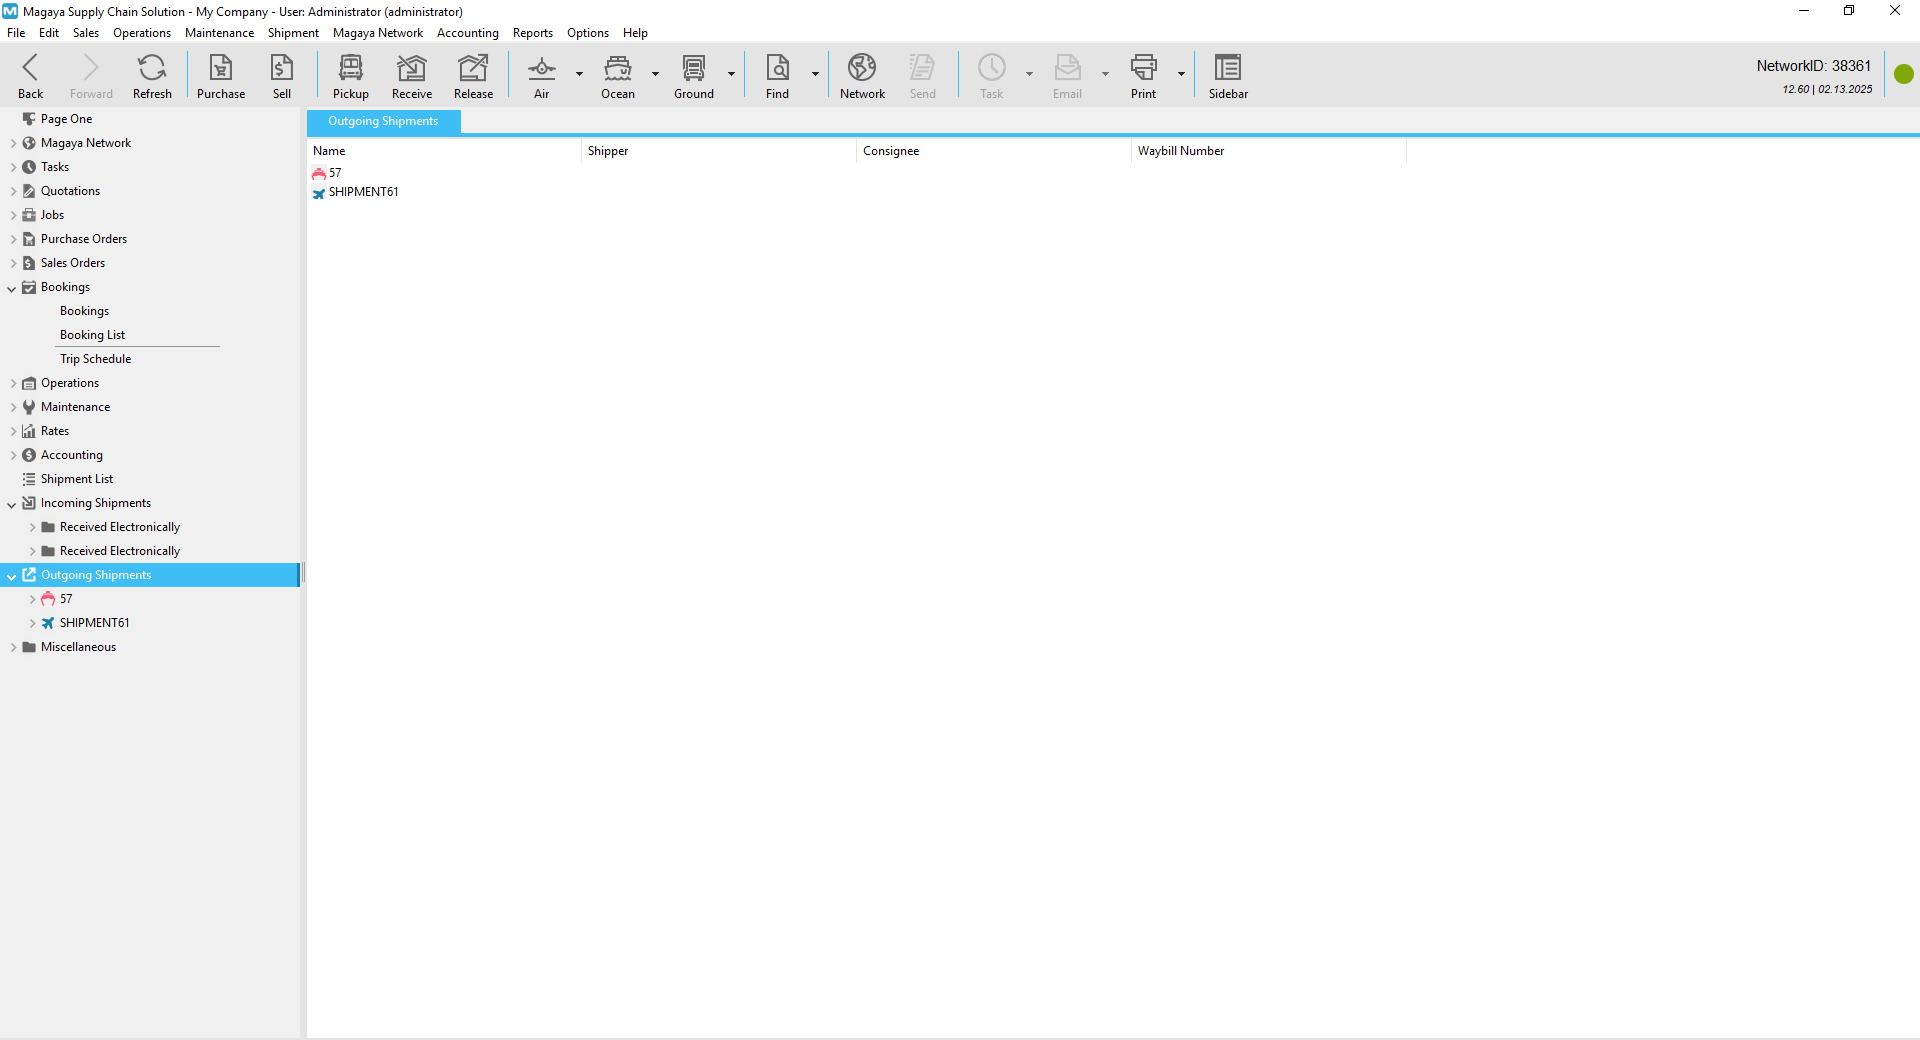 Magaya Supply Chain Solution - My Company - User: Administrator (administrator)
File Edit Sales Operations Maintenance Shipment Magaya Network Accounting Reports Options Help
Back Forward Refresh Purchase Sell Pickup Receive Release Air Ocean Ground Find Network Send Task Email Print Sidebar
NetworkID: 38361
12.60 | 02.13.2025
Page One
Magaya Network
Tasks
Quotations
Jobs
Purchase Orders
Sales Orders
Bookings
Bookings
Booking List
Trip Schedule
Operations
Maintenance
Rates
Accounting
Shipment List
Incoming Shipments
Received Electronically
Received Electronically
Outgoing Shipments
57
SHIPMENT61
Miscellaneous
Outgoing Shipments
Name Shipper Consignee Waybill Number
57
SHIPMENT61